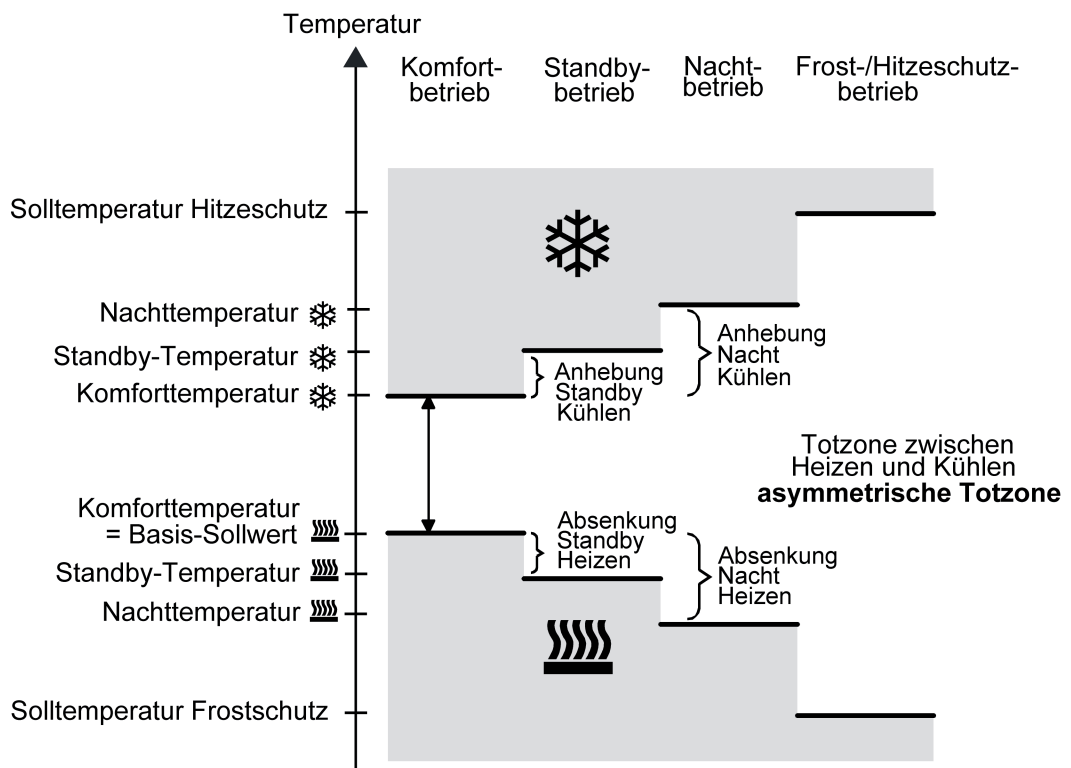 Temperatur
Komfort-
betrieb
Standby-
betrieb
Nacht-
betrieb
Frost-/Hitzeschutz-
betrieb
Solltemperatur Hitzeschutz
Nachttemperatur
Standby-Temperatur
Komforttemperatur
Anhebung
Standby
Kühlen
Anhebung
Nacht
Kühlen
Totzone zwischen
Heizen und Kühlen
asymmetrische Totzone
Komforttemperatur
= Basis-Sollwert
Standby-Temperatur
Nachttemperatur
Absenkung
Standby
Heizen
Absenkung
Nacht
Heizen
Solltemperatur Frostschutz